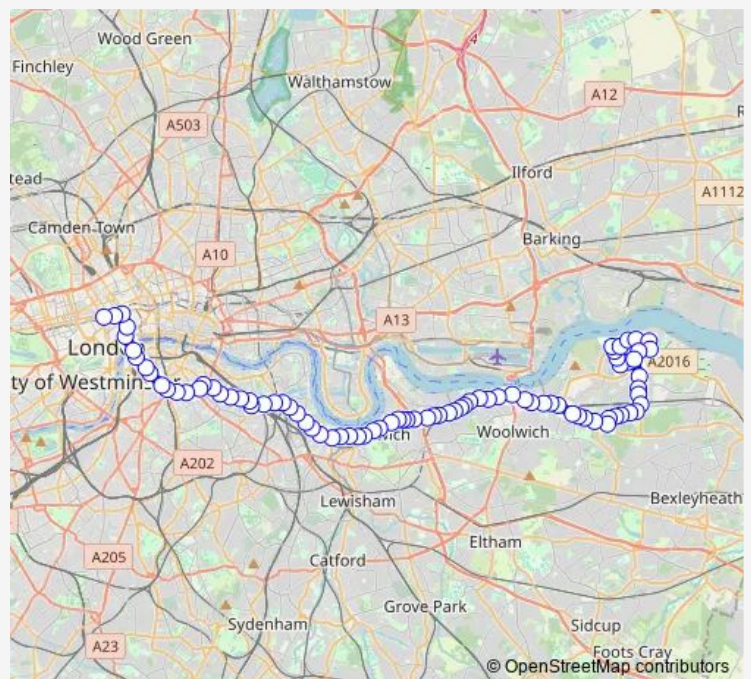 Wood Green
Finchley
Walthamstow
A12
A503
tead
Ilford
A1112
Camden Town
Barking
A10
A13
Lond
A2016
ty of Westmins
ich
Woolwich
A202
Bexleyheath
Lewisham
Eltham
A205
Catford
Grove Park
Sydenham
Sidcup
A23
Foots Cray
© OpenStreetMap contributors